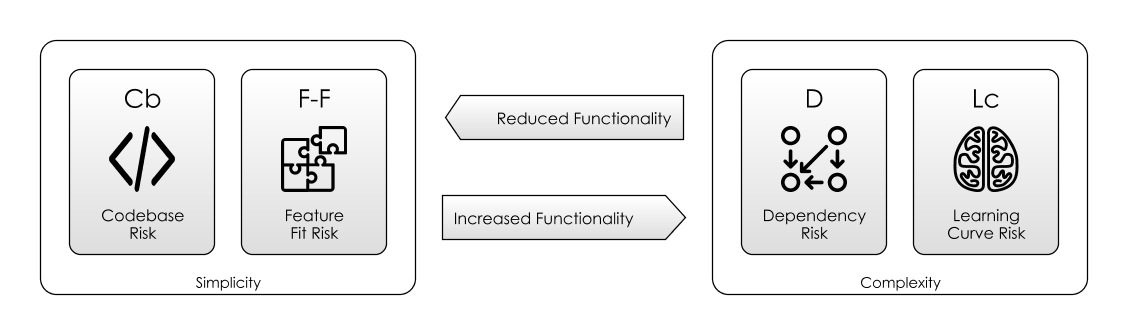 Cb
Codebase
Risk
F-F
Feature
Fit Risk
Simplicity
Reduced Functionality
Increased Functionality
D
Dependency
Risk
Lc
Learning
Curve Risk
Complexity